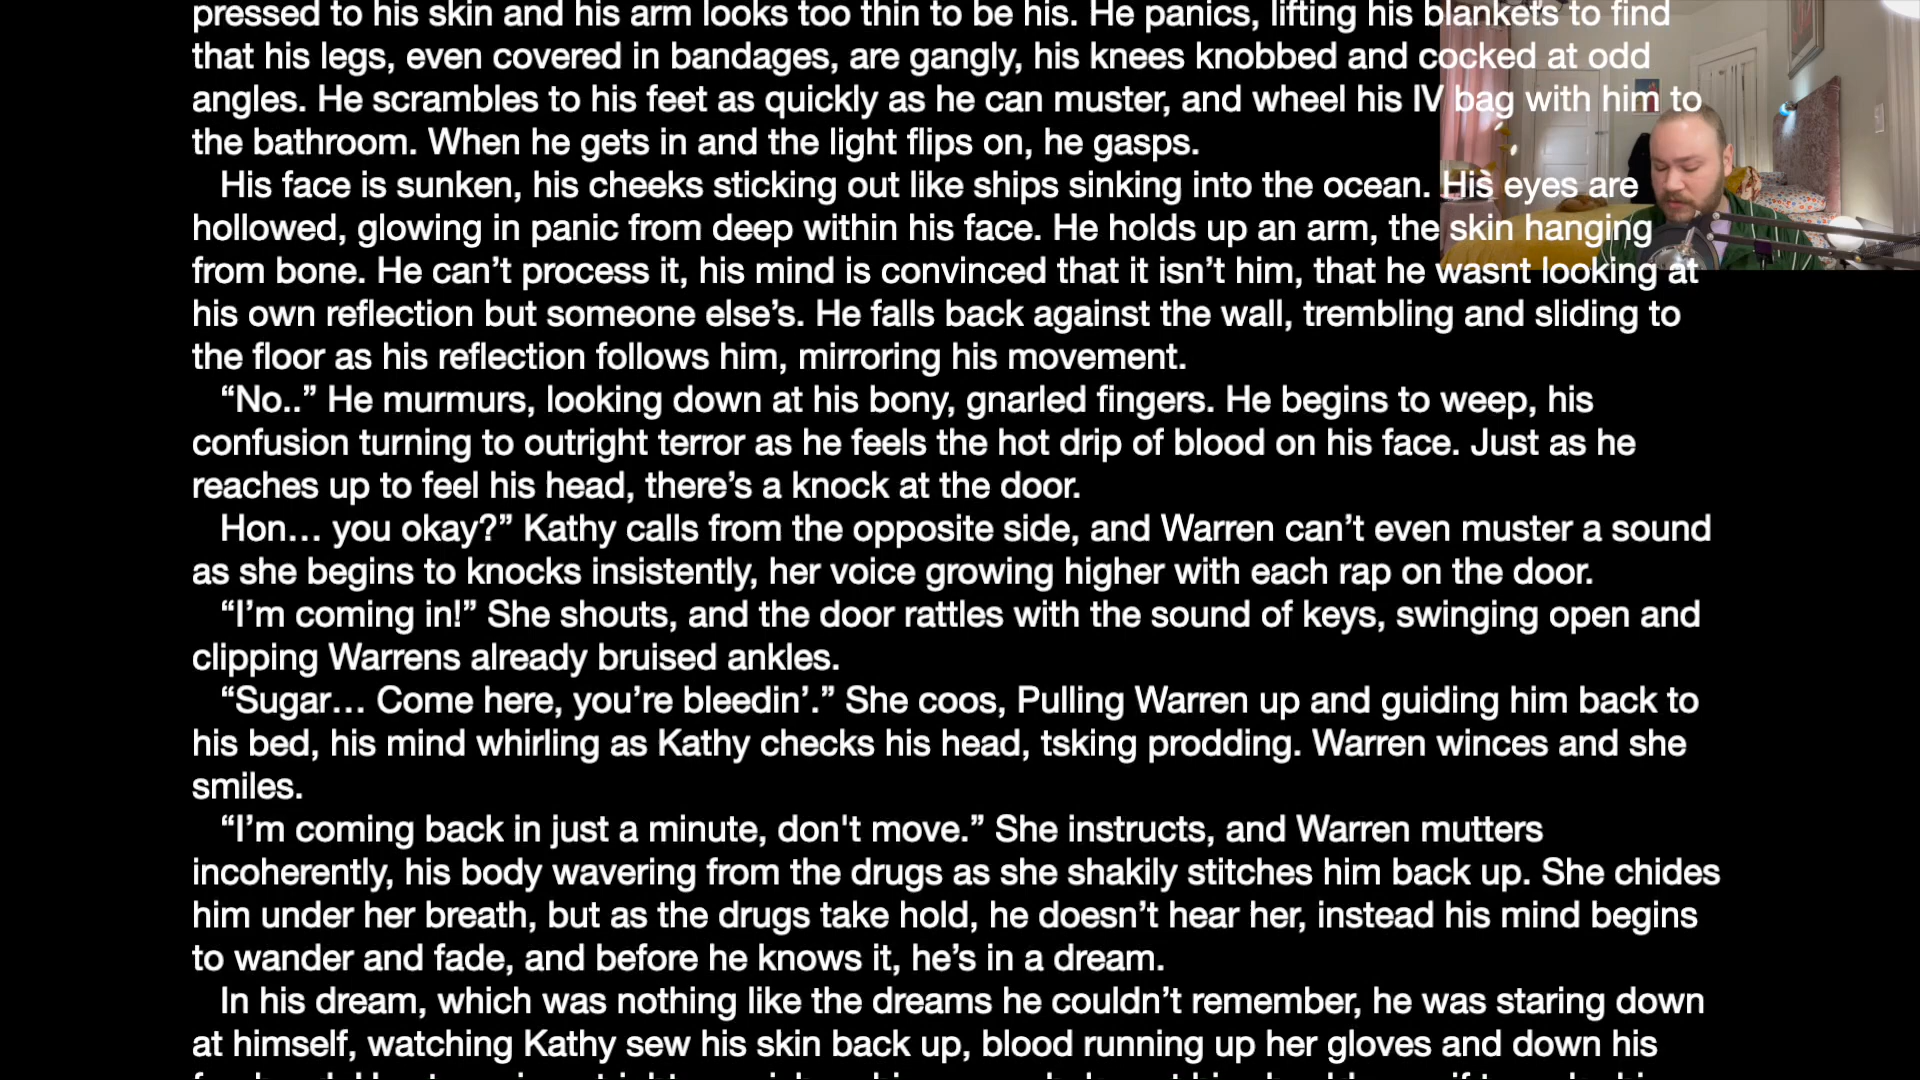 pressed to his skin and his arm looks too thin to be his. He panics, lifting his blankets to find
that his legs, even covered in bandages, are gangly, his knees knobbed and cocked at odd
angles. He scrambles to his feet as quickly as he can muster, and wheel his IV bag with him to
the bathroom. When he gets in and the light flips on, he gasps.
His face is sunken, his cheeks sticking out like ships sinking into the ocean. His eyes are
hollowed, glowing in panic from deep within his face. He holds up an arm, the skin hanging
from bone. He can’t process it, his mind is convinced that it isn’t him, that he wasnt looking at
his own reflection but someone else’s. He falls back against the wall, trembling and sliding to
the floor as his reflection follows him, mirroring his movement.
“No..” He murmurs, looking down at his bony, gnarled fingers. He begins to weep, his
confusion turning to outright terror as he feels the hot drip of blood on his face. Just as he
reaches up to feel his head, there’s a knock at the door.
Hon… you okay?” Kathy calls from the opposite side, and Warren can’t even muster a sound
as she begins to knocks insistently, her voice growing higher with each rap on the door.
“I’m coming in!” She shouts, and the door rattles with the sound of keys, swinging open and
clipping Warrens already bruised ankles.
“Sugar… Come here, you’re bleedin’.” She coos, Pulling Warren up and guiding him back to
his bed, his mind whirling as Kathy checks his head, tsking prodding. Warren winces and she
smiles.
“I’m coming back in just a minute, don't move.” She instructs, and Warren mutters
incoherently, his body wavering from the drugs as she shakily stitches him back up. She chides
him under her breath, but as the drugs take hold, he doesn’t hear her, instead his mind begins
to wander and fade, and before he knows it, he’s in a dream.
In his dream, which was nothing like the dreams he couldn’t remember, he was staring down
at himself, watching Kathy sew his skin back up, blood running up her gloves and down his